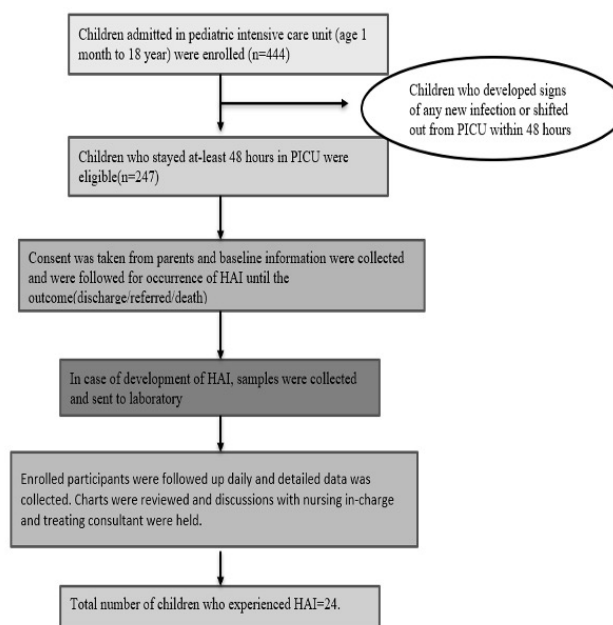 Children admitted in pediatric intensive care unit (age 1
month to 18 year) were enrolled (n=444)
Children who developed signs
of any new infection or shifted
out from PICU within 48 hours
Children who stayed at-least 48 hours in PICU were
eligible(n=247)
Consent was taken from parents and baseline information were collected
and were followed for occurrence of HAI until the
outcome(discharge/referred/death)
In case of development of HAI, samples were collected
and sent to laboratory
Enrolled participants were followed up daily and detailed data was
collected. Charts were reviewed and discussions with nursing in-charge
and treating consultant were held.
Total number of children who experienced HAI=24.